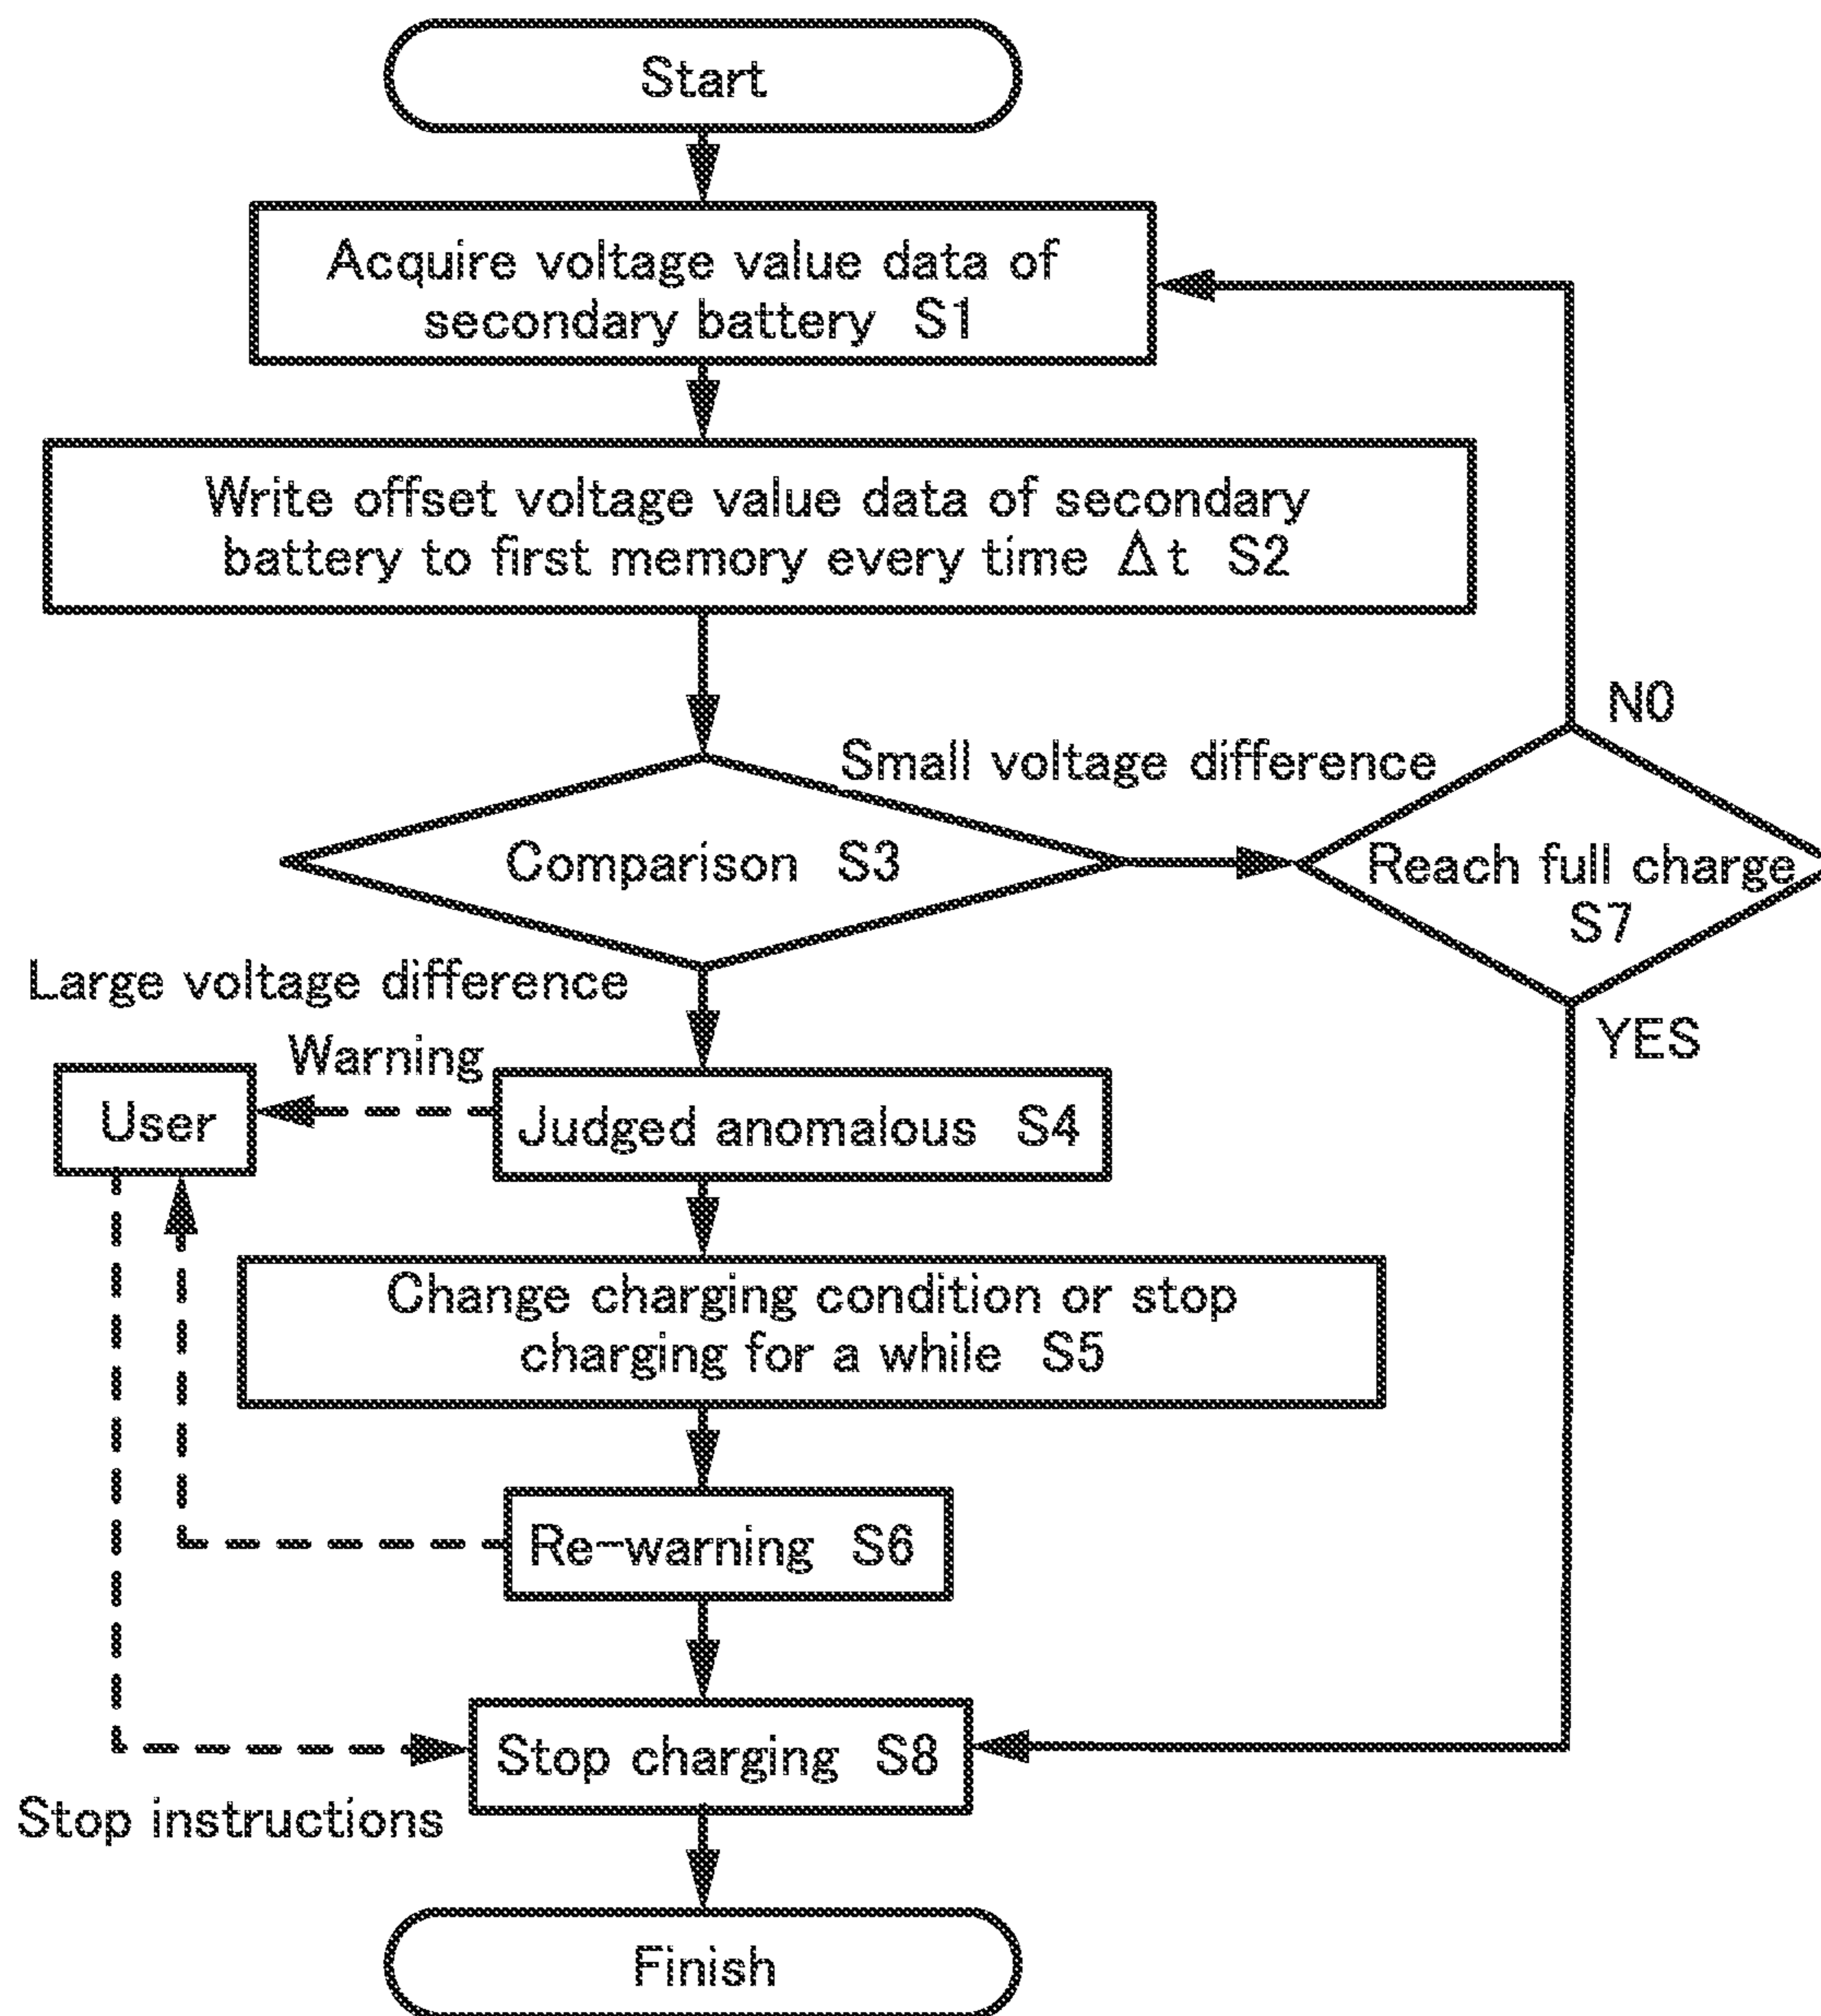 Start
Acquire voltage value data of
secondary battery S1
Write offset voltage value data of secondary
battery to first memory every time Δt S2
NO
Small voltage difference
Comparison S3
Reach full charge
S7
Large voltage difference
YES
Warning
User
Judged anomalous S4
Change charging condition or stop
charging for a while S5
Re-warning S6
Stop charging S8
Stop instructions
Finish